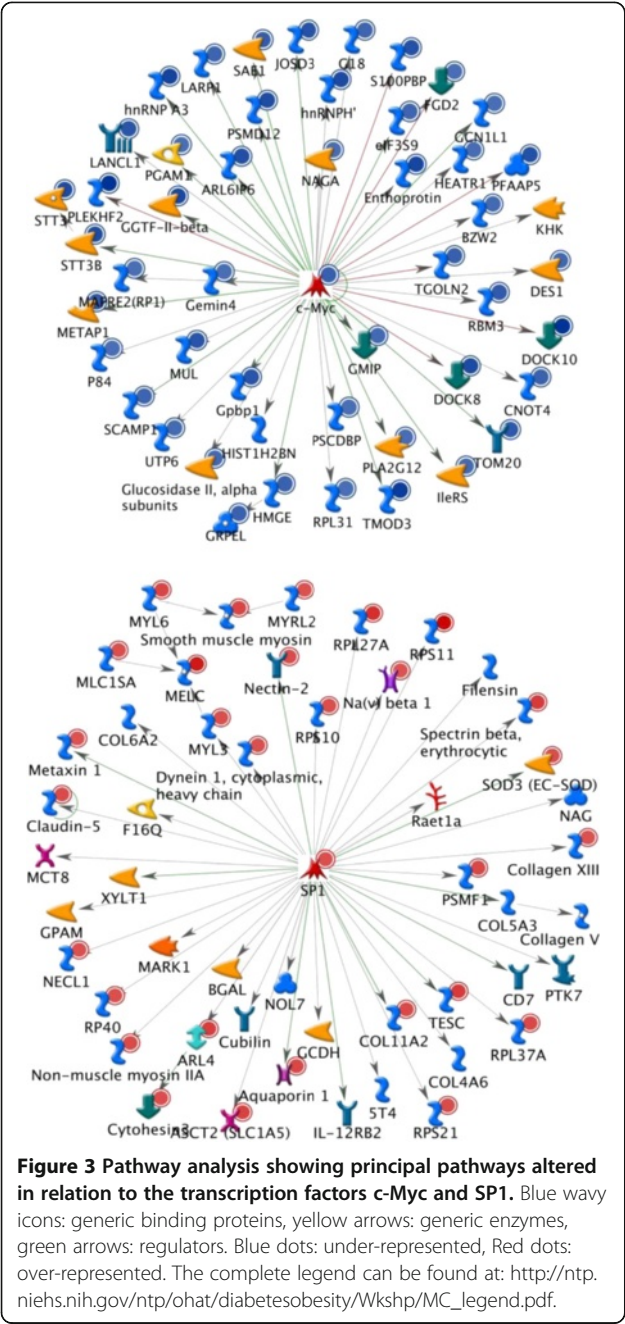 JOSD3
C18
SAE1
S100PBP
LARP1
hnRNP A3
hnRNPH'
FGD2
PSMD12
eIF3S9
GCN1L1
LANCL1
PGAM1
ARL6IP6
NAGA
Enthoprotin
HEATR1
PFAAP5
PLEKHF2
GGTF-II-beta
BZW2
KHK
STT3B
MAPRE2(RP1)
Gemin4
TGOLN2
DES1
c-Myc
RBM3
METAP1
DOCK10
GMIP
P84
MUL
DOCK8
CNOT4
SCAMP1
Gpbp1
PSCDBP
UTP6
HIST1H2BN
PLA2G12
TOM20
Glucosidase II, alpha
subunits
IleRS
HMGE
RPL31
TMOD3
GRPEL
MYL6
MYRL2
Smooth muscle myosin
RPL27A
RPS11
MLC1SA
MELC
Nectin-2
Na(v) beta 1
Filensin
COL6A2
MYL3
RPS10
Spectrin beta,
erythrocytic
Metaxin 1
Dynein 1, cytoplasmic,
heavy chain
SOD3 (EC-SOD)
Claudin-5
F16Q
Raet1a
NAG
MCT8
SP1
Collagen XIII
XYLT1
PSMF1
GPAM
COL5A3
Collagen V
NECL1
MARK1
BGAL
NOL7
CD7
PTK7
RP40
Cubilin
GCDH
COL11A2
TESC
RPL37A
Non-muscle myosin IIA
ARL4
COL4A6
Aquaporin 1
5T4
Cytohesin3
ASCT2 (SLC1A5)
IL-12RB2
RPS21
Figure 3 Pathway analysis showing principal pathways altered
in relation to the transcription factors c-Myc and SP1. Blue wavy
icons: generic binding proteins, yellow arrows: generic enzymes,
green arrows: regulators. Blue dots: under-represented, Red dots:
over-represented. The complete legend can be found at: http://ntp.
niehs.nih.gov/ntp/ohat/diabetesobesity/Wkshp/MC_legend.pdf.